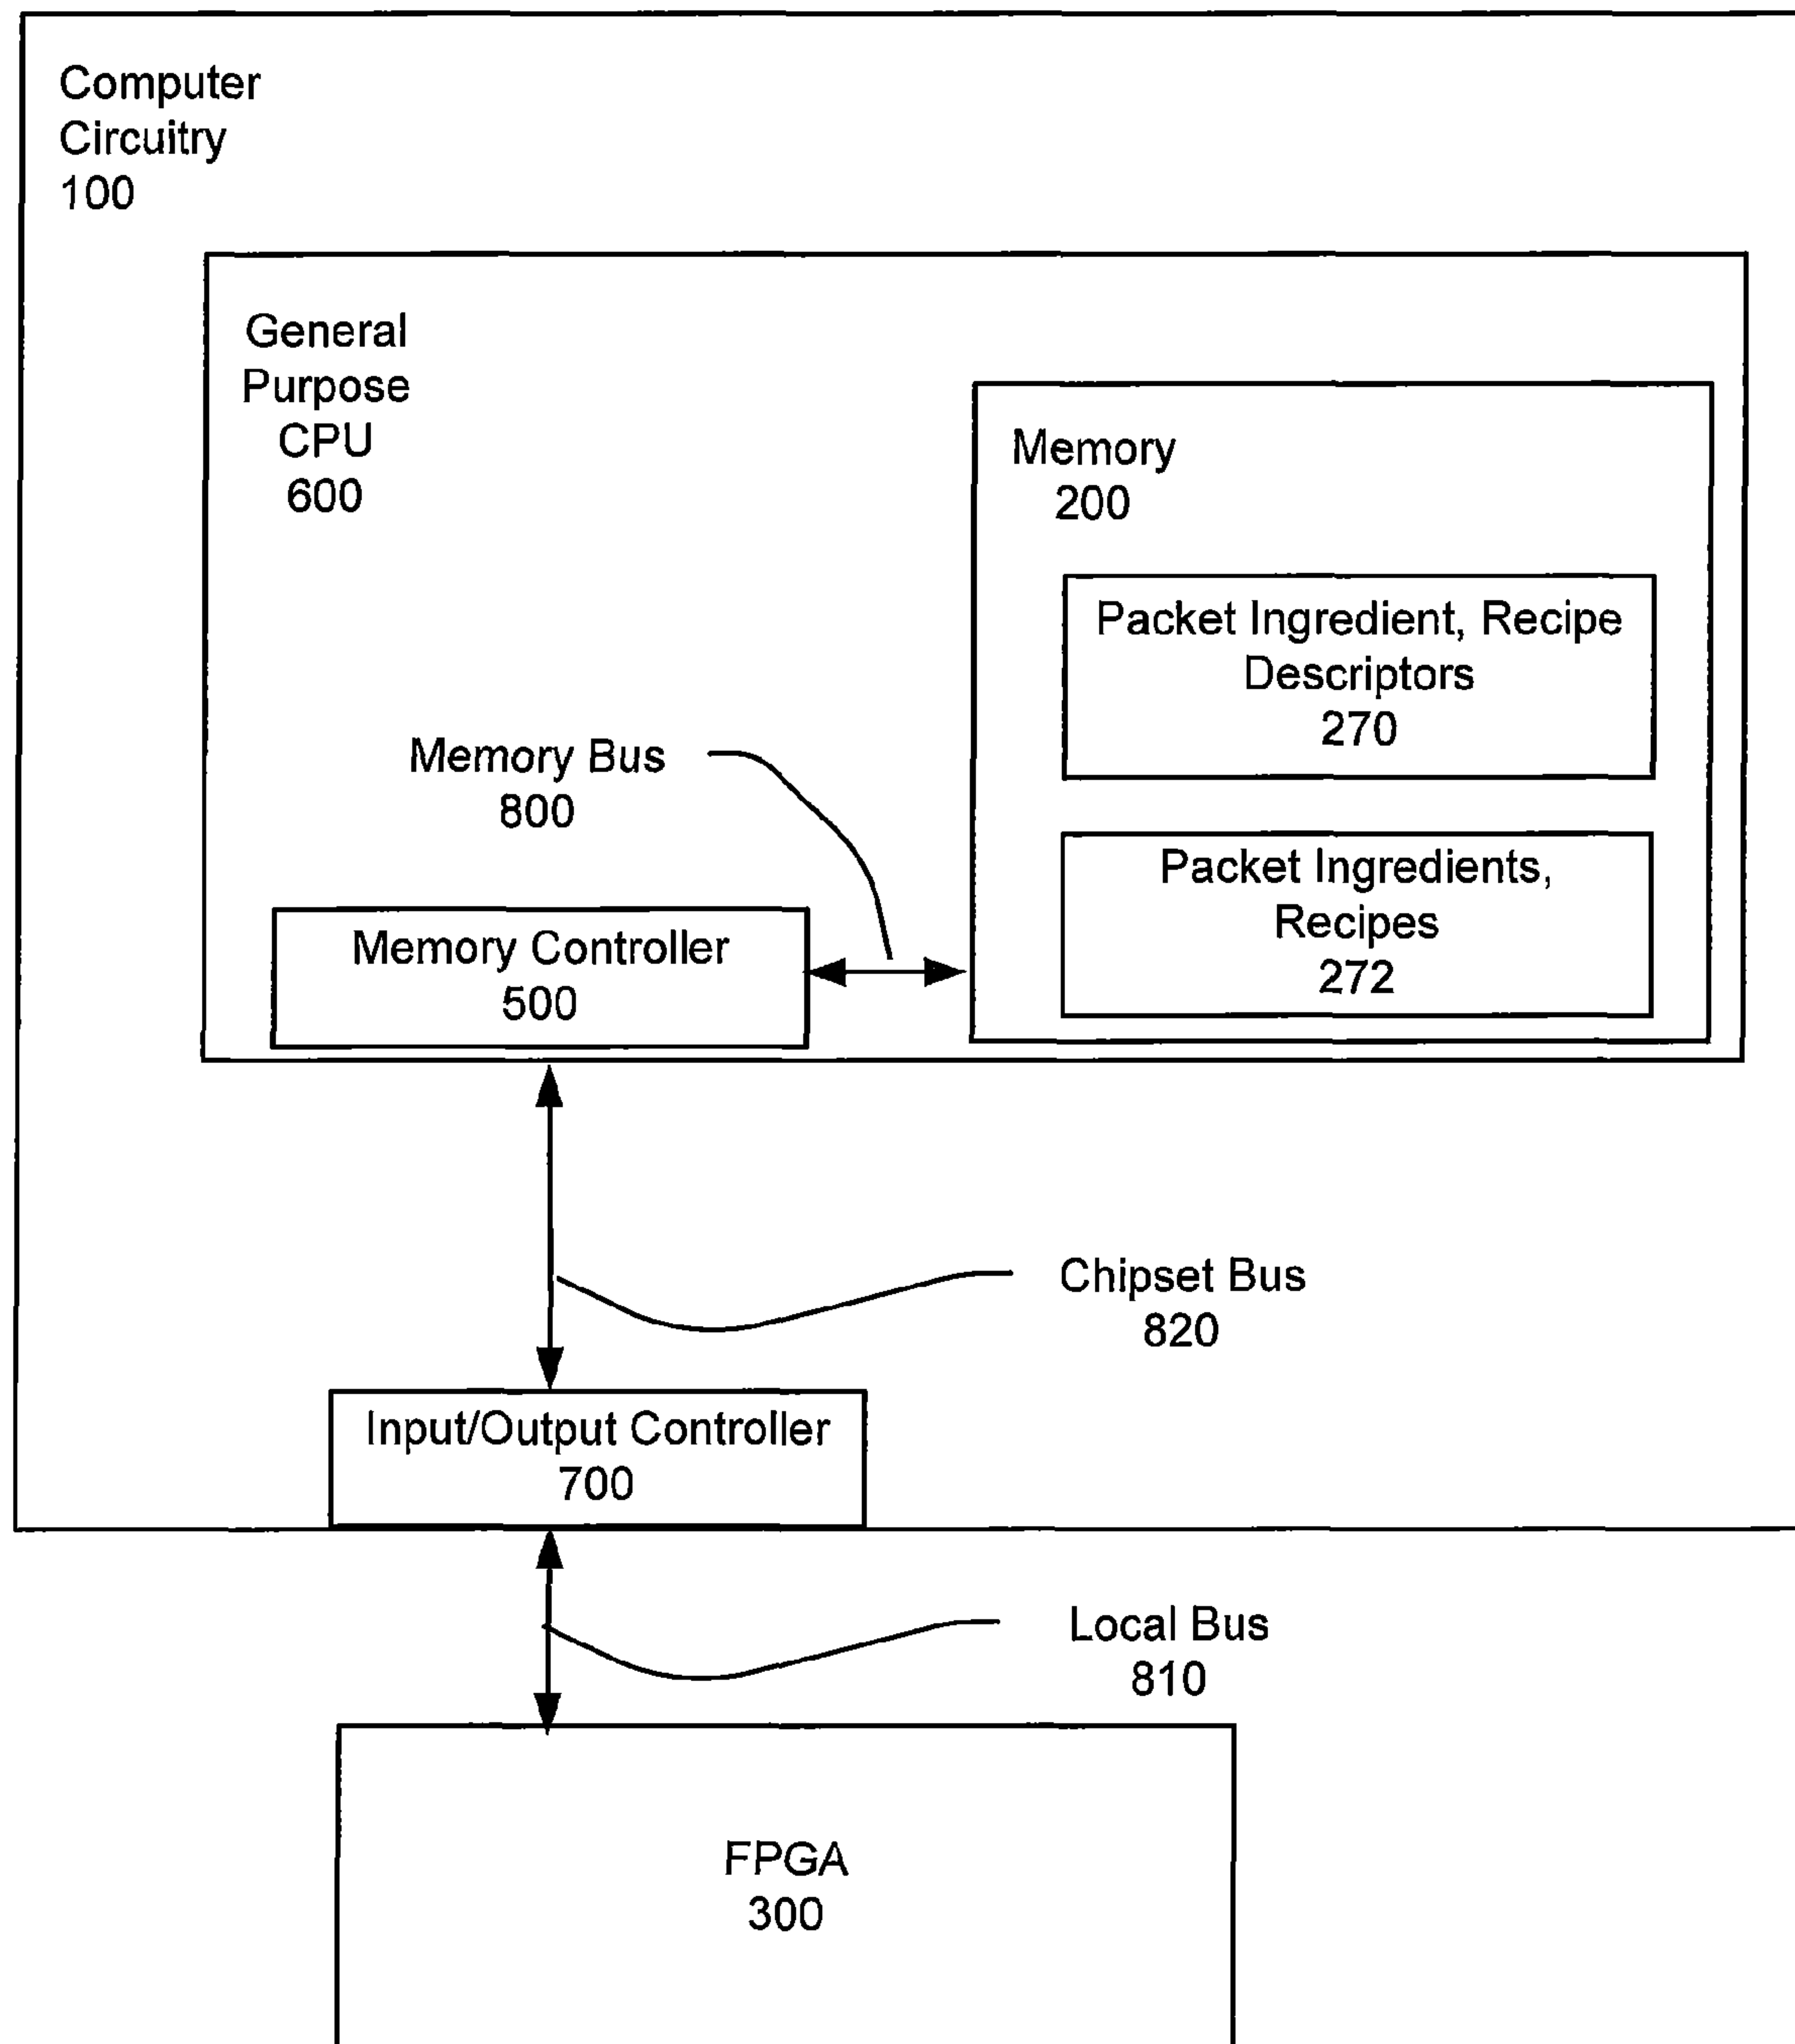 Computer
Circuitry
100
General
Purpose
CPU
600
Memory
200
Packet Ingredient, Recipe
Descriptors
270
Memory Bus
800
Packet Ingredients,
Recipes
272
Memory Controller
500
Chipset Bus
820
Input/Output Controller
700
Local Bus
810
FPGA
300